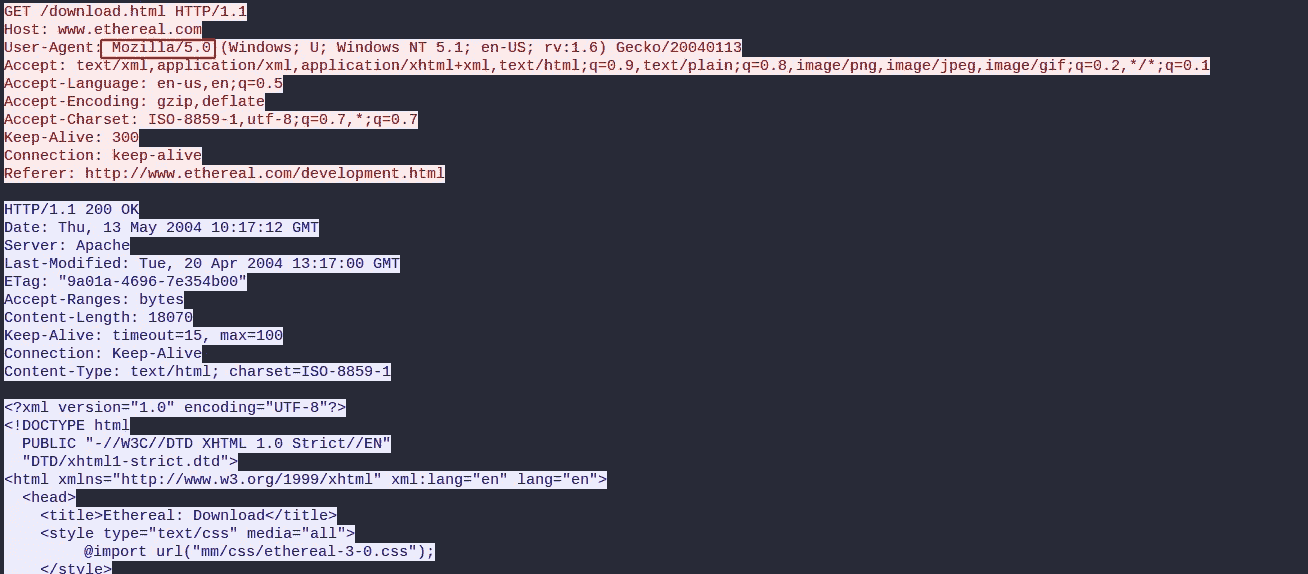 GET /download.html HTTP/1.1
Host: www.ethereal.com
User-Agent: Mozilla/5.0 (Windows; U; Windows NT 5.1; en-US; rv:1.6) Gecko/20040113
Accept: text/xml,application/xml,application/xhtml+xml,text/html;q=0.9,text/plain;q=0.8,image/png,image/jpeg,image/gif;q=0.2,*/*;q=0.1
Accept-Language: en-us,en;q=0.5
Accept-Encoding: gzip,deflate
Accept-Charset: ISO-8859-1,utf-8;q=0.7,*;q=0.7
Keep-Alive: 300
Connection: keep-alive
Referer: http://www.ethereal.com/development.html

HTTP/1.1 200 OK
Date: Thu, 13 May 2004 10:17:12 GMT
Server: Apache
Last-Modified: Tue, 20 Apr 2004 13:17:00 GMT
ETag: "9a01a-4696-7e354b00"
Accept-Ranges: bytes
Content-Length: 18070
Keep-Alive: timeout=15, max=100
Connection: Keep-Alive
Content-Type: text/html; charset=ISO-8859-1

<?xml version="1.0" encoding="UTF-8"?>
<!DOCTYPE html
  PUBLIC "-//W3C//DTD XHTML 1.0 Strict//EN"
  "DTD/xhtml1-strict.dtd">
<html xmlns="http://www.w3.org/1999/xhtml" xml:lang="en" lang="en">
  <head>
    <title>Ethereal: Download</title>
    <style type="text/css" media="all">
         @import url("mm/css/ethereal-3-0.css");
    </style>